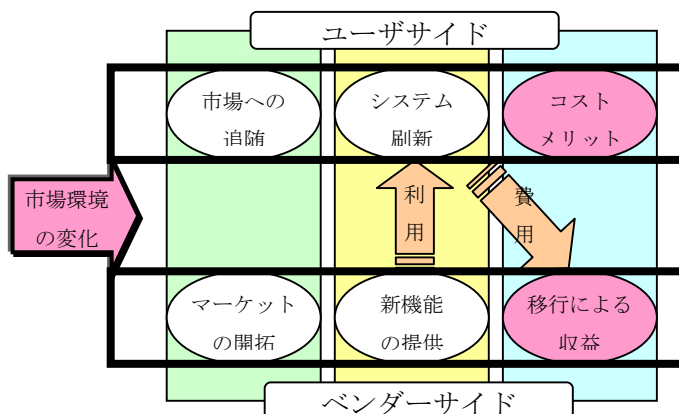 ユーザサイド
市場への
追随
システム
刷新
コスト
メリット
市場環境
の変化
利
用
費
用
マーケット
の開拓
新機能
の提供
移行による
収益
ベンダーサイド